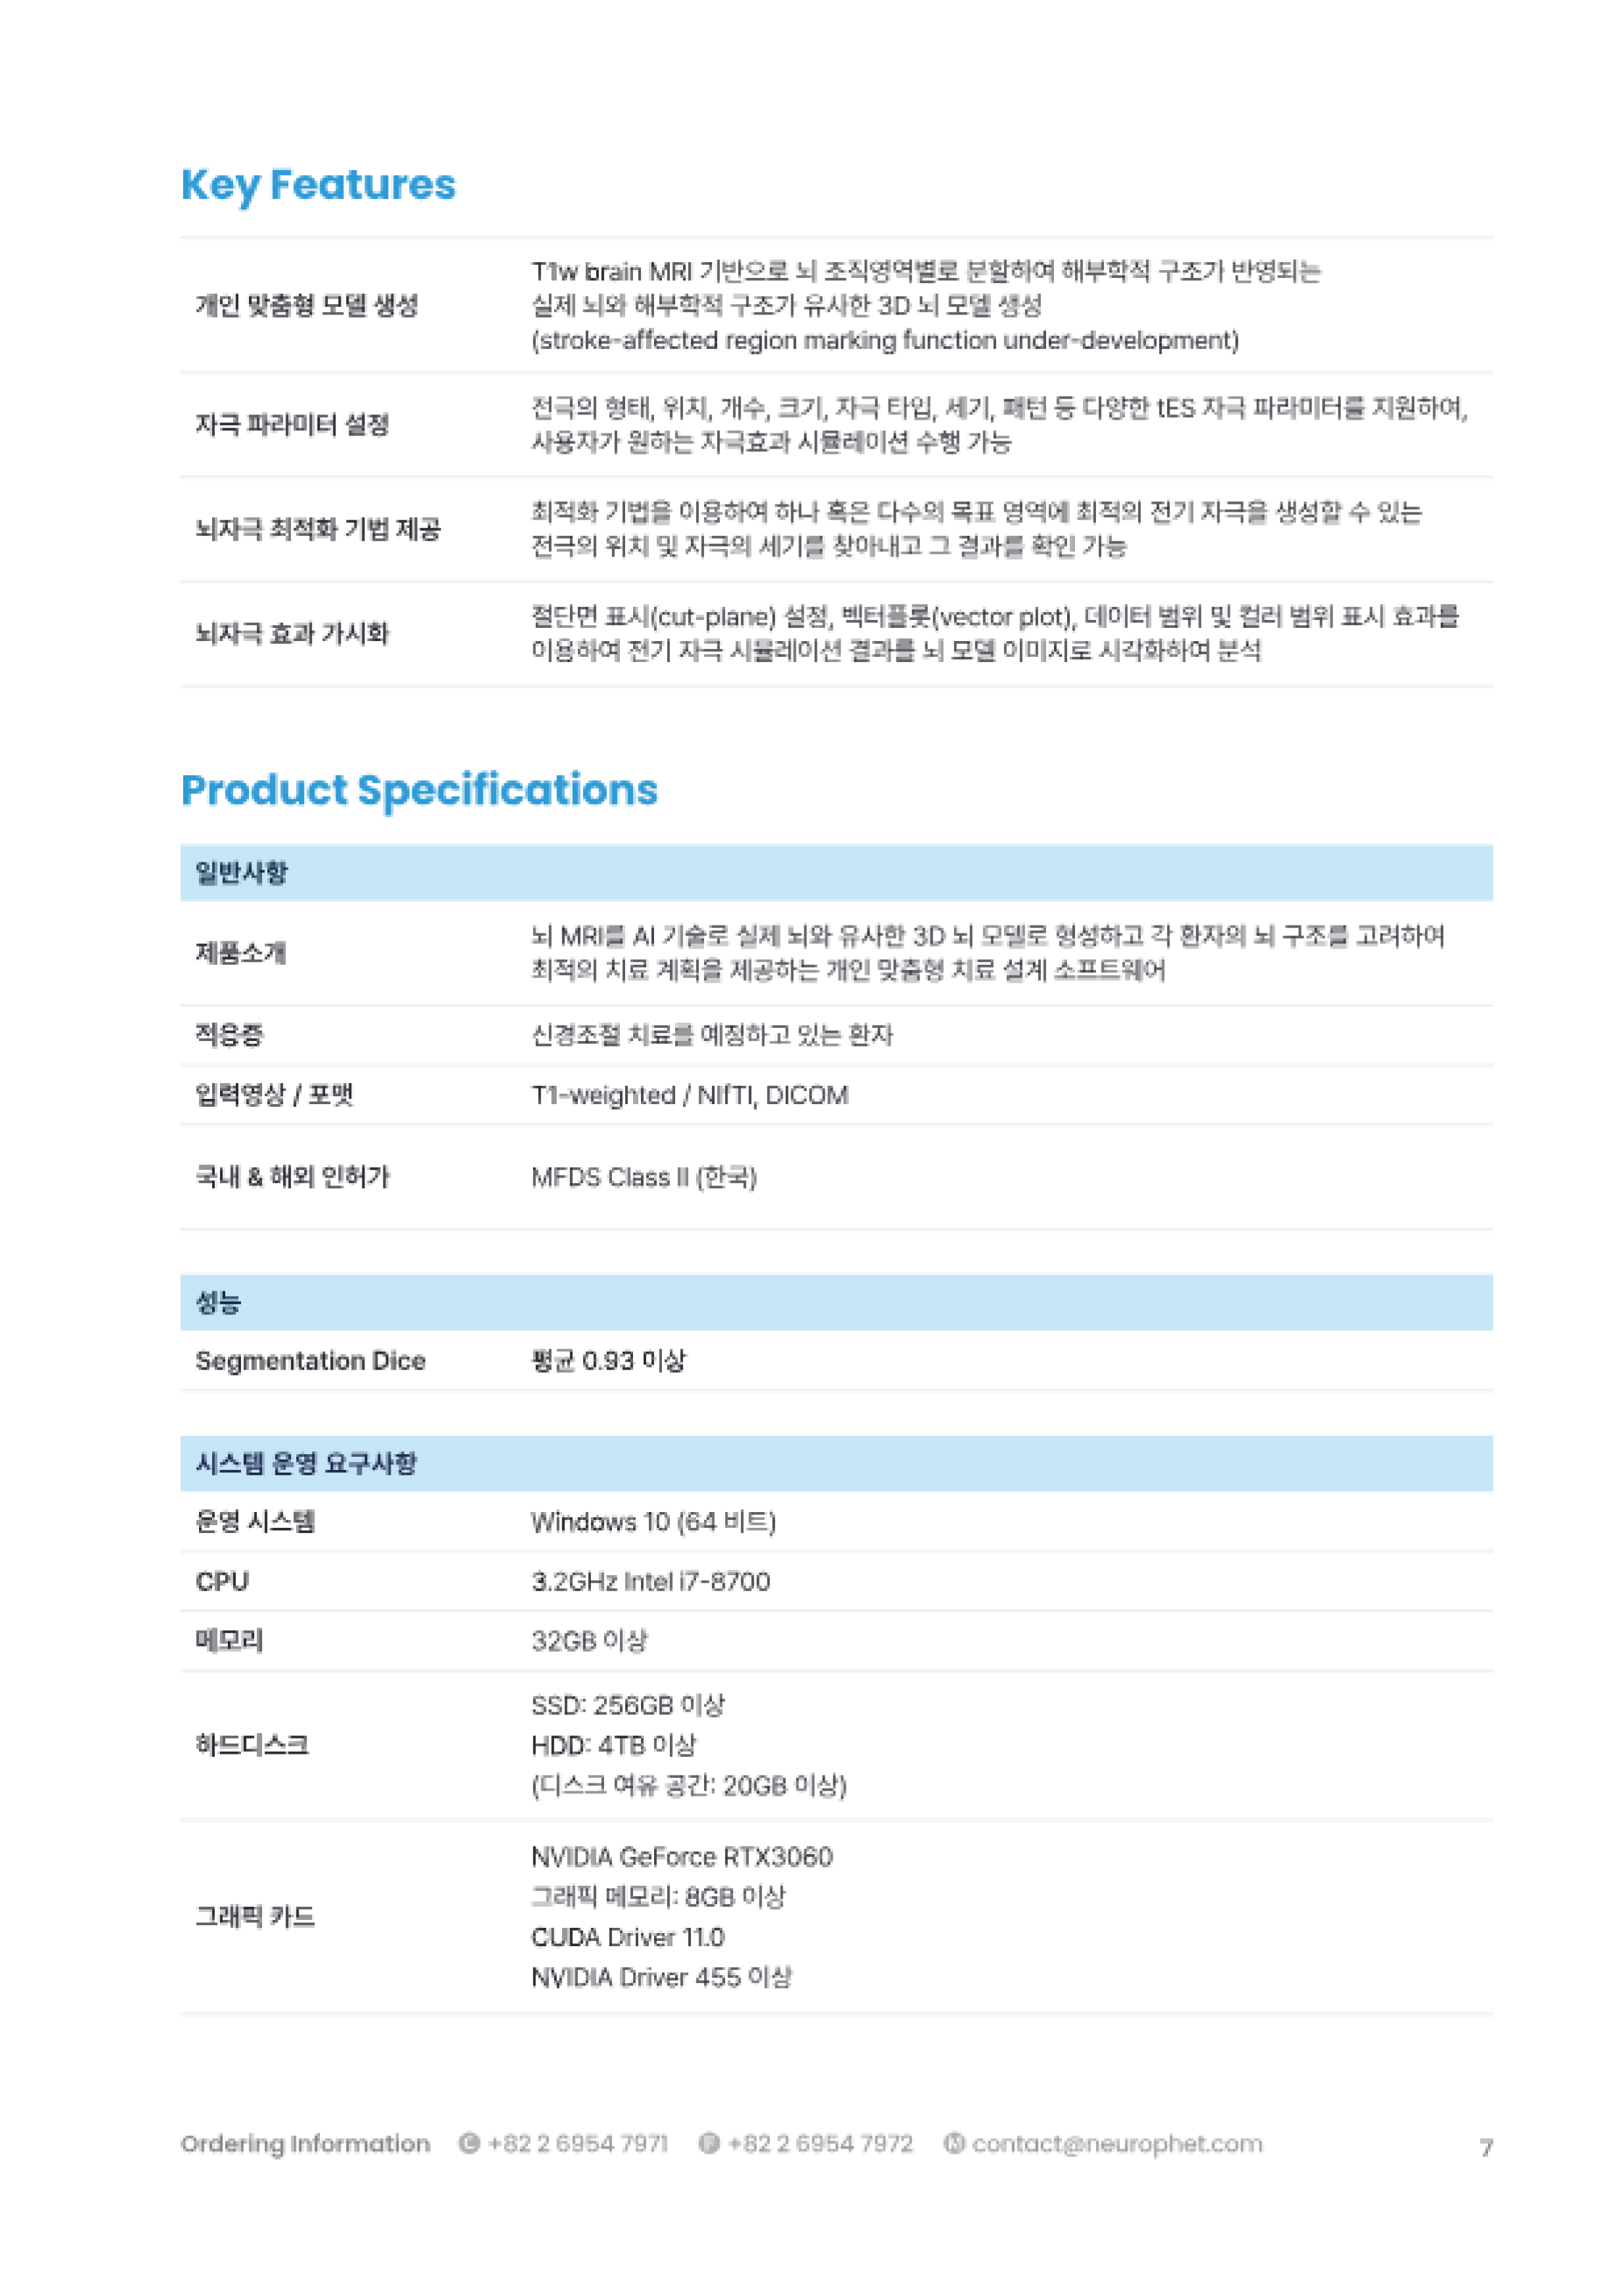 Key Features
개인 맞춤형 모델 생성
T1w brain MRI 기반으로 뇌 조직영역별로 분할하여 해부학적 구조가 반영되는
실제 뇌와 해부학적 구조가 유사한 3D 뇌 모델 생성
(stroke-affected region marking function under-development)
자극 파라미터 설정
전극의 형태, 위치, 개수, 크기, 자극 타입, 세기, 패턴 등 다양한 tES 자극 파라미터를 지원하여,
사용자가 원하는 자극효과 시뮬레이션 수행 가능
뇌자극 최적화 기법 제공
최적화 기법을 이용하여 하나 혹은 다수의 목표 영역에 최적의 전기 자극을 생성할 수 있는
전극의 위치 및 자극의 세기를 찾아내고 그 결과를 확인 가능
뇌자극 효과 가시화
절단면 표시(cut-plane) 설정, 벡터플롯(vector plot), 데이터 범위 및 컬러 범위 표시 효과를
이용하여 전기 자극 시뮬레이션 결과를 뇌 모델 이미지로 시각화하여 분석
Product Specifications
일반사항
제품소개
뇌 MRI를 AI 기술로 실제 뇌와 유사한 3D 뇌 모델로 형성하고 각 환자의 뇌 구조를 고려하여
최적의 치료 계획을 제공하는 개인 맞춤형 치료 설계 소프트웨어
적응증
신경조절 치료를 예정하고 있는 환자
입력영상 / 포맷
T1-weighted / NIfTI, DICOM
국내 & 해외 인허가
MFDS Class II (한국)
성능
Segmentation Dice
평균 0.93 이상
시스템 운영 요구사항
운영 시스템
Windows 10 (64 비트)
CPU
3.2GHz Intel i7-8700
메모리
32GB 이상
하드디스크
SSD: 256GB 이상
HDD: 4TB 이상
(디스크 여유 공간: 20GB 이상)
그래픽 카드
NVIDIA GeForce RTX3060
그래픽 메모리: 8GB 이상
CUDA Driver 11.0
NVIDIA Driver 455 이상
Ordering Information +82 2 6954 7971 +82 2 6954 7972 contact@neurophet.com 7